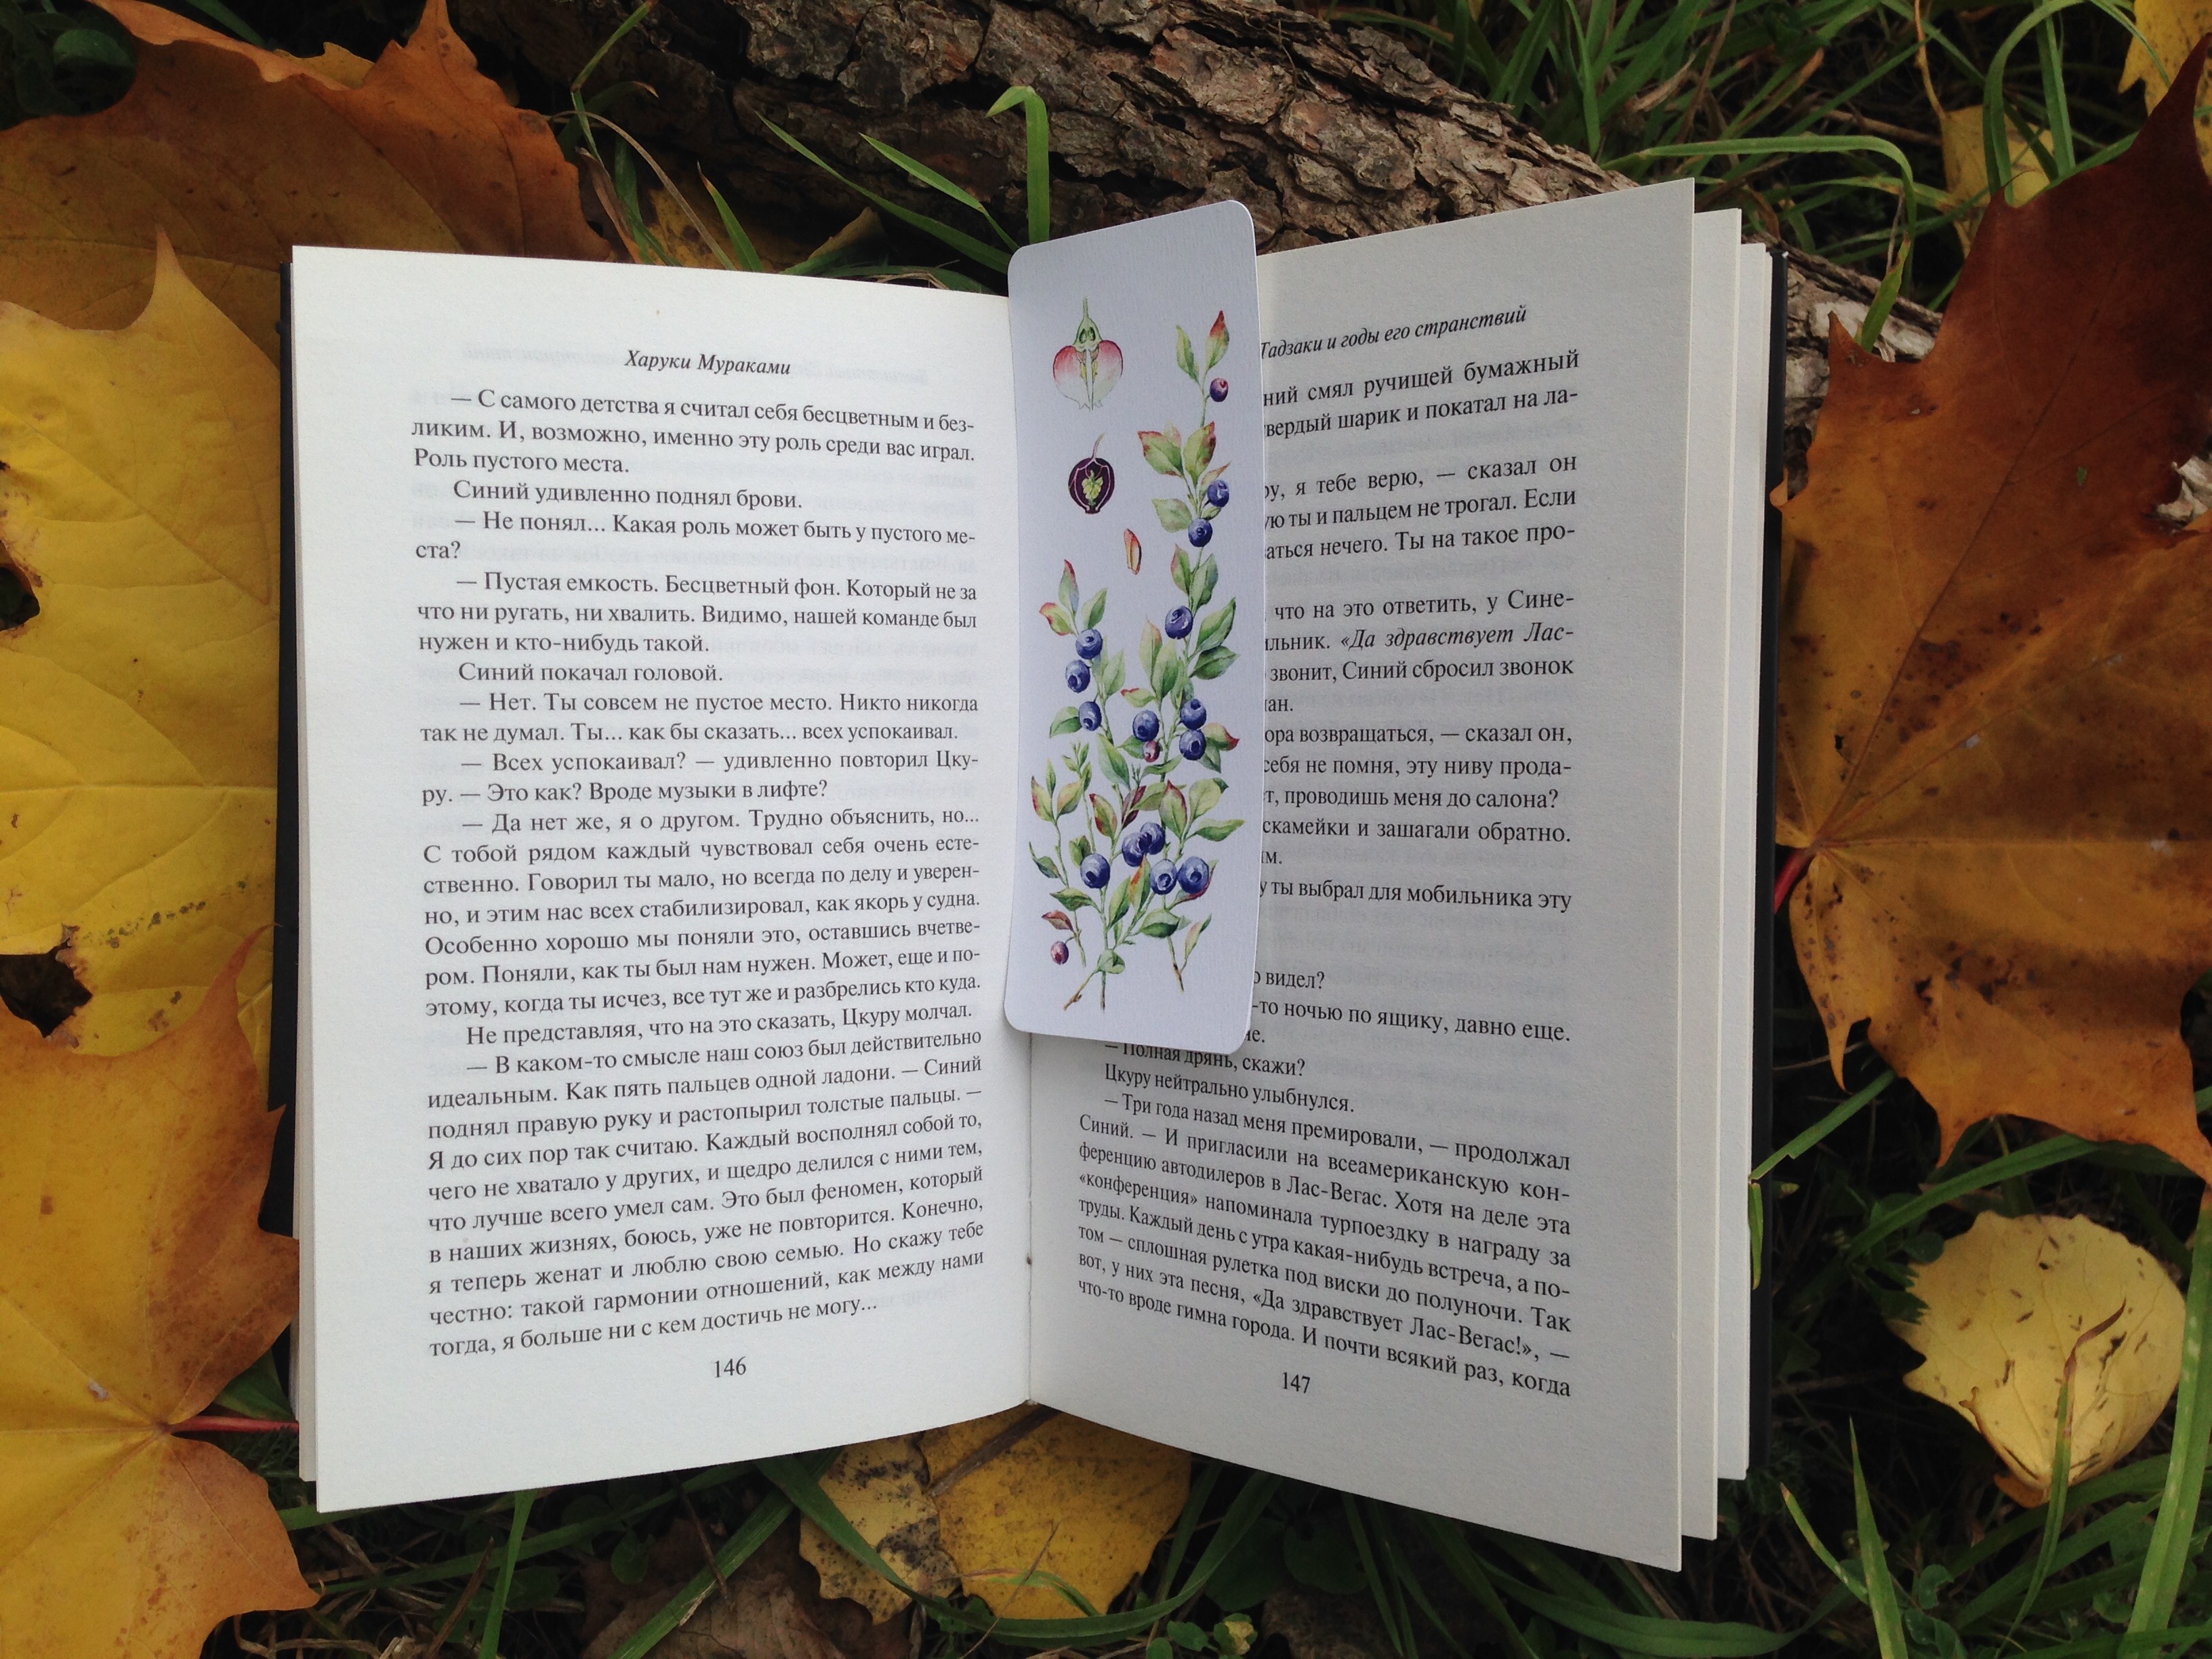 Харуки Мураками
— С самого детства я считал себя бесцветным и без-
ликим. И, возможно, именно эту роль среди вас играл.
Роль пустого места.
Синий удивленно поднял брови.
— Не понял... Какая роль может быть у пустого ме-
ста?
— Пустая емкость. Бесцветный фон. Который не за
что ни ругать, ни хвалить. Видимо, нашей команде был
нужен и кто-нибудь такой.
Синий покачал головой.
— Нет. Ты совсем не пустое место. Никто никогда
так не думал. Ты... как бы сказать... всех успокаивал.
— Всех успокаивал? — удивленно повторил Цку-
ру. — Это как? Вроде музыки в лифте?
— Да нет же, я о другом. Трудно объяснить, но...
С тобой рядом каждый чувствовал себя очень есте-
ственно. Говорил ты мало, но всегда по делу и уверен-
но, и этим нас всех стабилизировал, как якорь у судна.
Особенно хорошо мы поняли это, оставшись вчетве-
ром. Поняли, как ты был нам нужен. Может, еще и по-
этому, когда ты исчез, все тут же и разбрелись кто куда.
Не представляя, что на это сказать, Цкуру молчал.
— В каком-то смысле наш союз был действительно
идеальным. Как пять пальцев одной ладони. — Синий
поднял правую руку и растопырил толстые пальцы. —
Я до сих пор так считаю. Каждый восполнял собой то,
чего не хватало у других, и щедро делился с ними тем,
что лучше всего умел сам. Это был феномен, который
в наших жизнях, боюсь, уже не повторится. Конечно,
я теперь женат и люблю свою семью. Но скажу тебе
честно: такой гармонии отношений, как между нами
тогда, я больше ни с кем достичь не могу...
146
Тадзаки и годы его странствий
ний смял ручищей бумажный
вердый шарик и покатал на ла-
ру, я тебе верю, — сказал он
ую ты и пальцем не трогал. Если
ваться нечего. Ты на такое про-
что на это ответить, у Сине-
ильник. «Да здравствует Лас-
звонит, Синий сбросил звонок
ан.
ора возвращаться, — сказал он,
себя не помня, эту ниву прода-
т, проводишь меня до салона?
скамейки и зашагали обратно.
им.
у ты выбрал для мобильника эту
о видел?
-то ночью по ящику, давно еще.
ие.
— Полная дрянь, скажи?
Цкуру нейтрально улыбнулся.
— Три года назад меня премировали, — продолжал
Синий. — И пригласили на всеамериканскую кон-
ференцию автодилеров в Лас-Вегас. Хотя на деле эта
«конференция» напоминала турпоездку в награду за
труды. Каждый день с утра какая-нибудь встреча, а по-
том — сплошная рулетка под виски до полуночи. Так
вот, у них эта песня, «Да здравствует Лас-Вегас!», —
что-то вроде гимна города. И почти всякий раз, когда
147